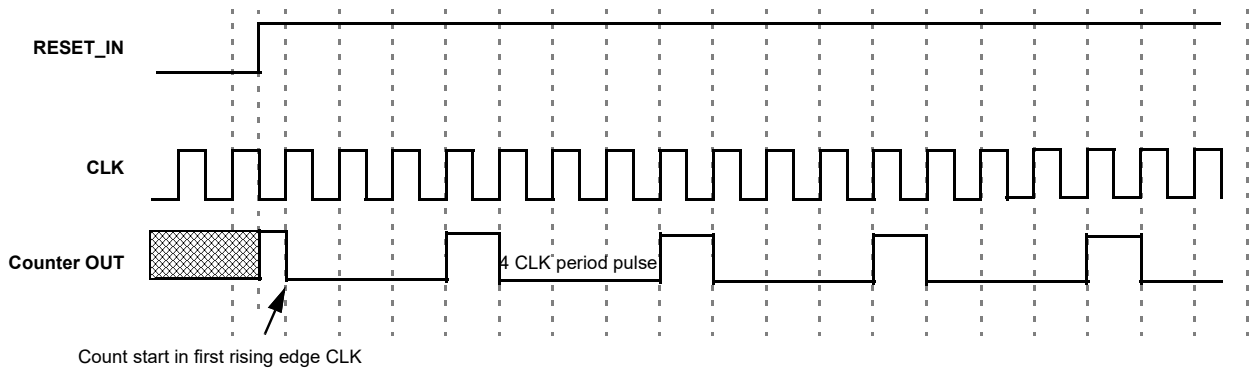 RESET_IN
CLK
Counter OUT
4 CLK period pulse
Count start in first rising edge CLK